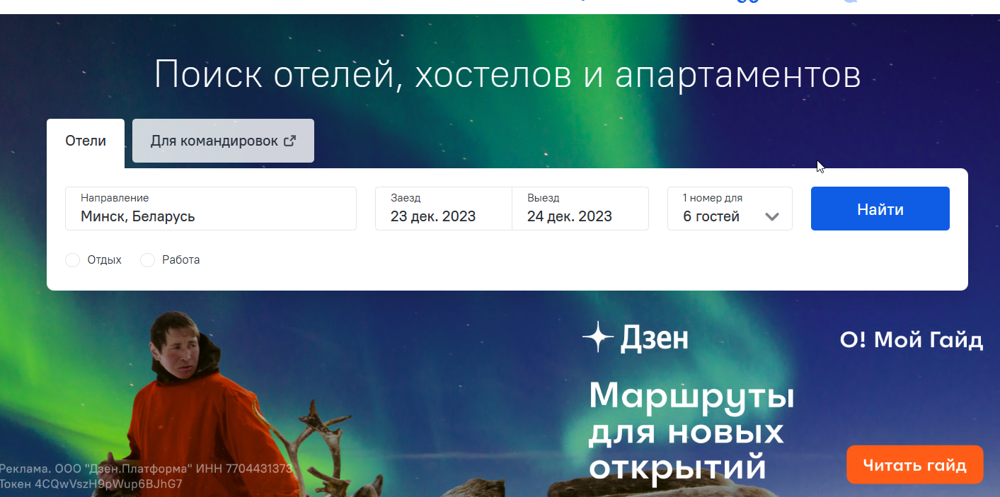 Поиск отелей, хостелов и апартаментов
Отели
Для командировок
Направление
Минск, Беларусь
Заезд
23 дек. 2023
Выезд
24 дек. 2023
1 номер для
6 гостей
Найти
Отдых
Работа
Дзен
О! Мой Гайд
Маршруты
для новых
открытий
Читать гайд
Реклама. ООО "Дзен.Платформа" ИНН 7704431373
Токен 4CQwVszH9pWup6BJhG7